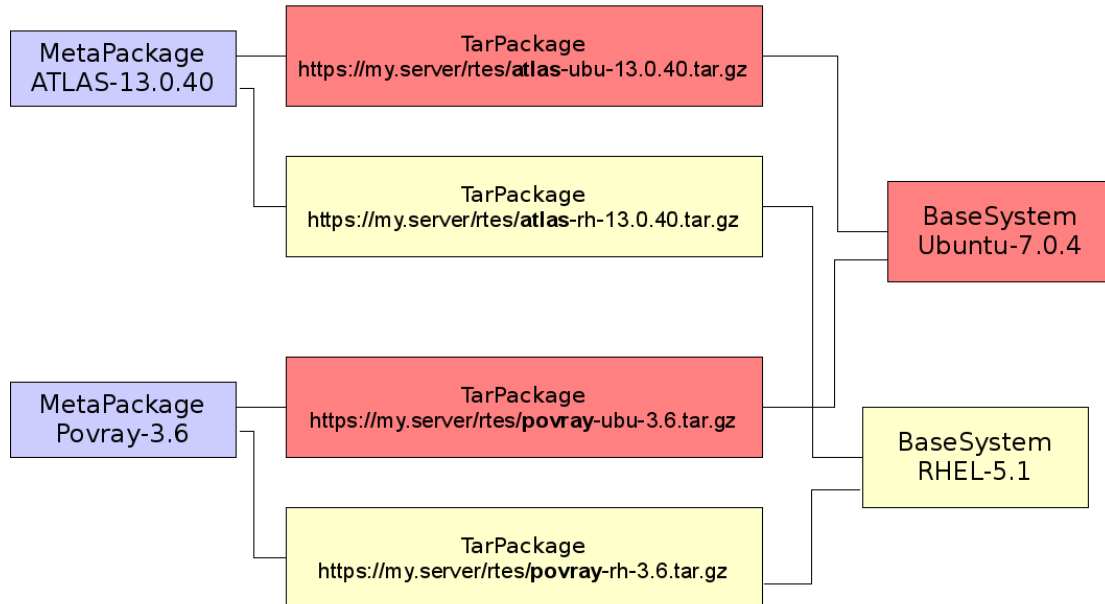 MetaPackage
ATLAS-13.0.40
TarPackage
https://my.server/rtes/atlas-ubu-13.0.40.tar.gz
TarPackage
https://my.server/rtes/atlas-rh-13.0.40.tar.gz
BaseSystem
Ubuntu-7.0.4
MetaPackage
Povray-3.6
TarPackage
https://my.server/rtes/povray-ubu-3.6.tar.gz
BaseSystem
RHEL-5.1
TarPackage
https://my.server/rtes/povray-rh-3.6.tar.gz